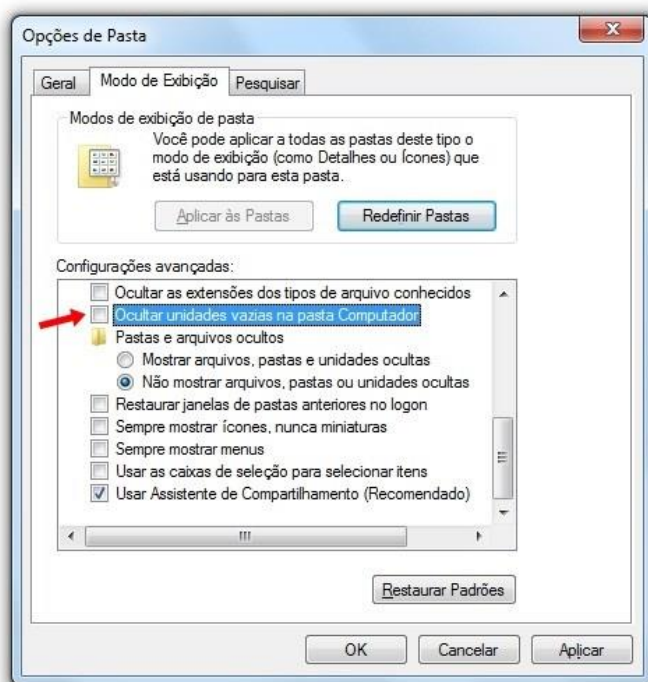 Opções de Pasta
Geral
Modo de Exibição
Pesquisar
Modos de exibição de pasta
Você pode aplicar a todas as pastas deste tipo o
modo de exibição (como Detalhes ou Ícones) que
está usando para esta pasta.
Aplicar às Pastas
Redefinir Pastas
Configurações avançadas:
Ocultar as extensões dos tipos de arquivo conhecidos
Ocultar unidades vazias na pasta Computador
Pastas e arquivos ocultos
Mostrar arquivos, pastas e unidades ocultas
Não mostrar arquivos, pastas ou unidades ocultas
Restaurar janelas de pastas anteriores no logon
Sempre mostrar ícones, nunca miniaturas
Sempre mostrar menus
Usar as caixas de seleção para selecionar itens
Usar Assistente de Compartilhamento (Recomendado)
Restaurar Padrões
OK
Cancelar
Aplicar